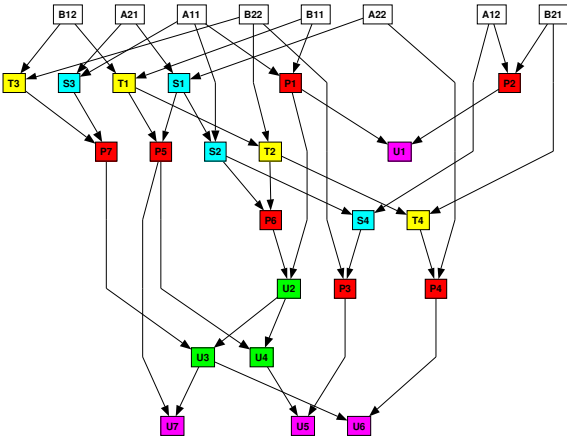 B12 A21 A11 B22 B11 A22 A12 B21
T3 S3 T1 S1 P1 P2
P7 P5 S2 T2 U1
P6 S4 T4
U2 P3 P4
U3 U4
U7 U5 U6